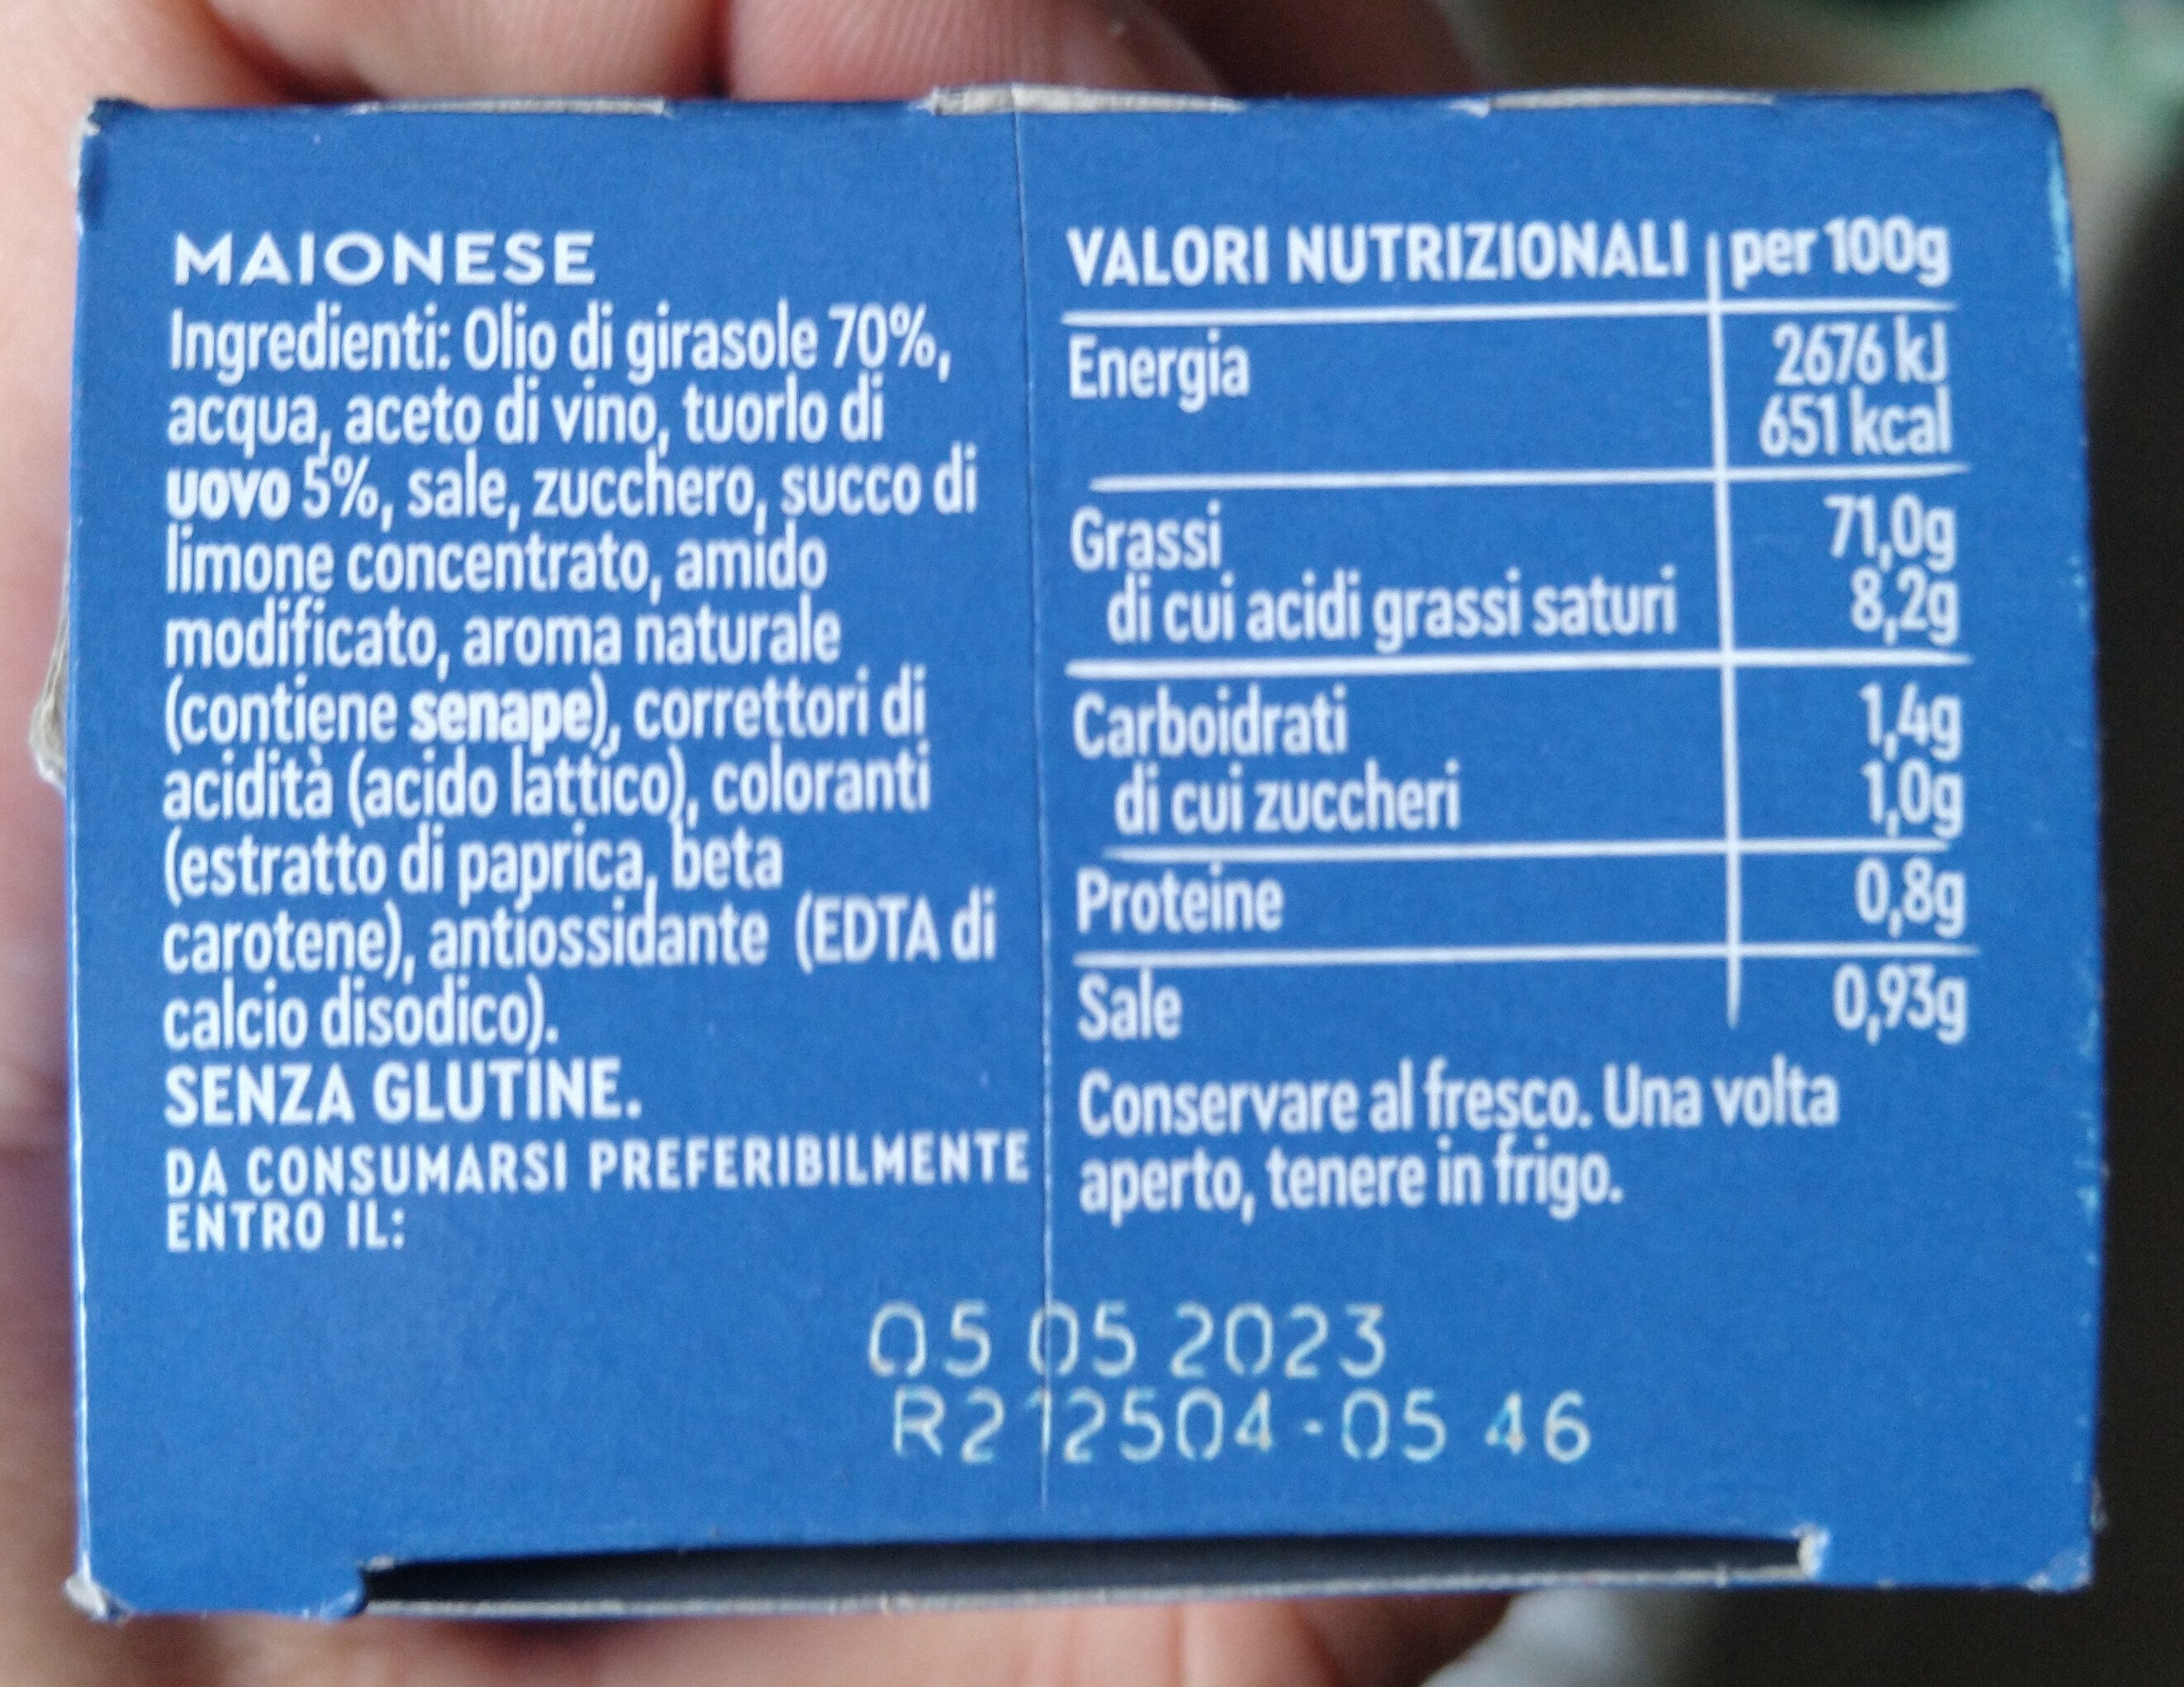 MAIONESE
Ingredienti: Olio di girasole 70%,
acqua, aceto di vino, tuorlo di
uovo 5%, sale, zucchero, succo di
limone concentrato, amido
modificato, aroma naturale
(contiene senape), correttori di
acidità (acido lattico), coloranti
(estratto di paprica, beta
carotene), antiossidante (EDTA di
calcio disodico).
SENZA GLUTINE.
DA CONSUMARSI PREFERIBILMENTE
ENTRO IL:
VALORI NUTRIZIONALI per 100g
Energia 2676 kJ
651 kcal
Grassi 71,0g
di cui acidi grassi saturi 8,2g
Carboidrati 1,4g
di cui zuccheri 1,0g
Proteine 0,8g
Sale 0,93g
Conservare al fresco. Una volta
aperto, tenere in frigo.
05 05 2023
R212504-05 46